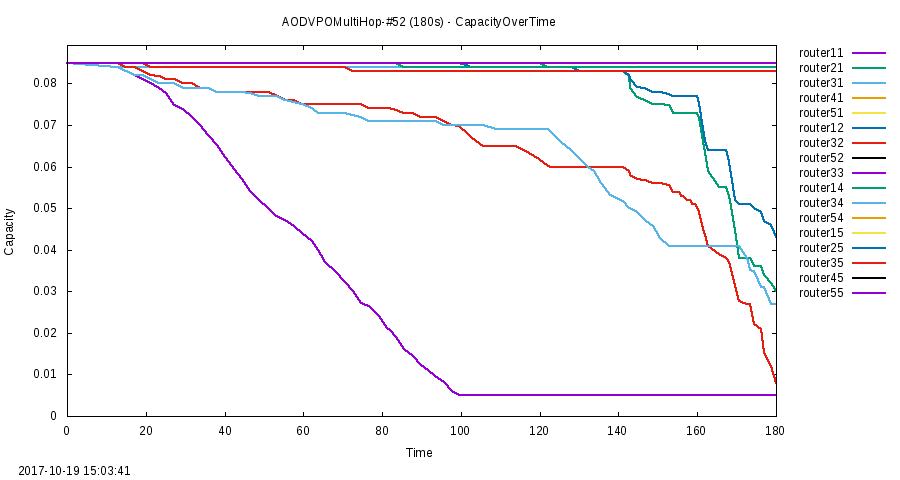 AODVPOMultiHop-#52 (180s) - CapacityOverTime
Capacity
0.08
0.07
0.06
0.05
0.04
0.03
0.02
0.01
0
0 20 40 60 80 100 120 140 160 180
Time
router11
router21
router31
router41
router51
router12
router32
router52
router33
router14
router34
router54
router15
router25
router35
router45
router55
2017-10-19 15:03:41